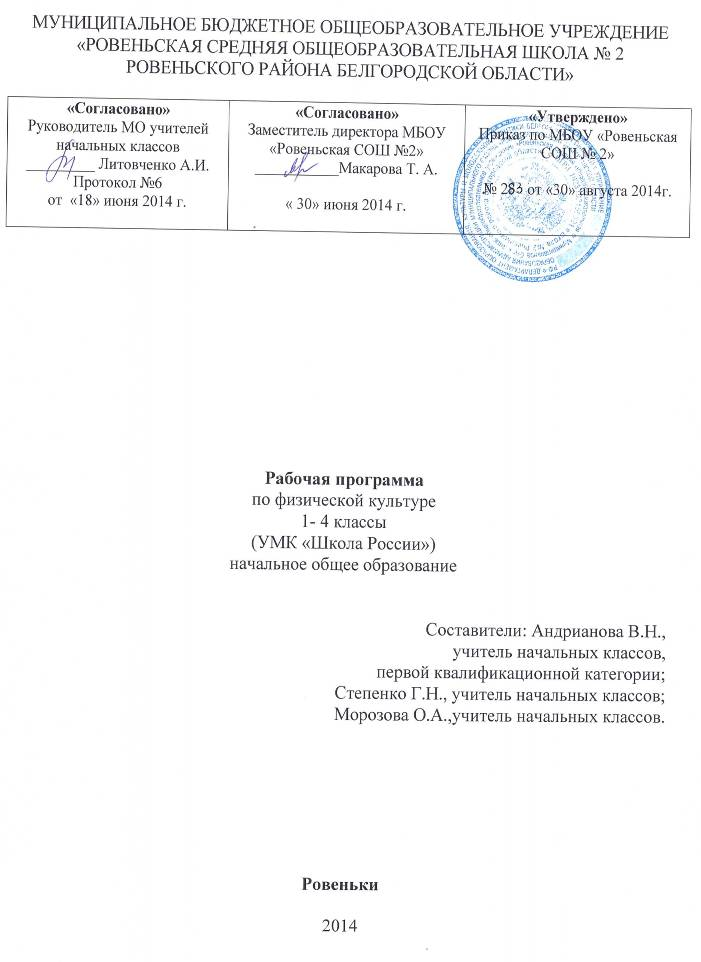 МУНИЦИПАЛЬНОЕ БЮДЖЕТНОЕ ОБЩЕОБРАЗОВАТЕЛЬНОЕ УЧРЕЖДЕНИЕ
«РОВЕНЬСКАЯ СРЕДНЯЯ ОБЩЕОБРАЗОВАТЕЛЬНАЯ ШКОЛА № 2
РОВЕНЬСКОГО РАЙОНА БЕЛГОРОДСКОЙ ОБЛАСТИ»
«Согласовано»
Руководитель МО учителей
начальных классов
_________ Литовченко А.И.
Протокол №6
от «18» июня 2014 г.
«Согласовано»
Заместитель директора МБОУ
«Ровеньская СОШ №2»
___________ Макарова Т. А.
« 30» июня 2014 г.
«Утверждено»
Приказ по МБОУ «Ровеньская
СОШ № 2»
№ 283 от «30» августа 2014г.
Рабочая программа
по физической культуре
1- 4 классы
(УМК «Школа России»)
начальное общее образование
Составители: Андрианова В.Н.,
учитель начальных классов,
первой квалификационной категории;
Степенко Г.Н., учитель начальных классов;
Морозова О.А.,учитель начальных классов.
Ровеньки
2014